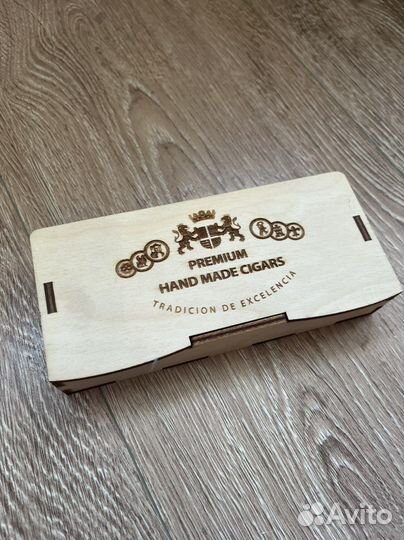 PREMIUM
HAND MADE CIGARS
TRADICION DE EXCELENCIA
Avito